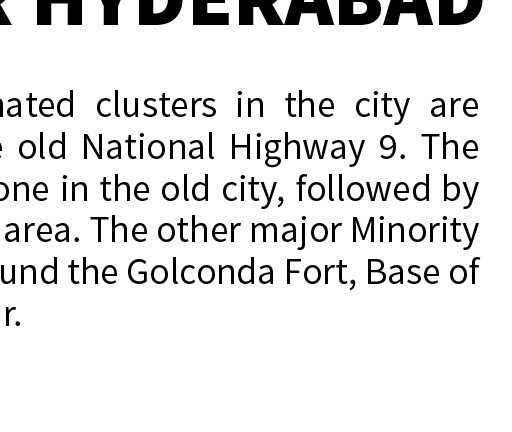 HYDERABAD
nated clusters in the city are
old National Highway 9. The
one in the old city, followed by
area. The other major Minority
und the Golconda Fort, Base of
r.